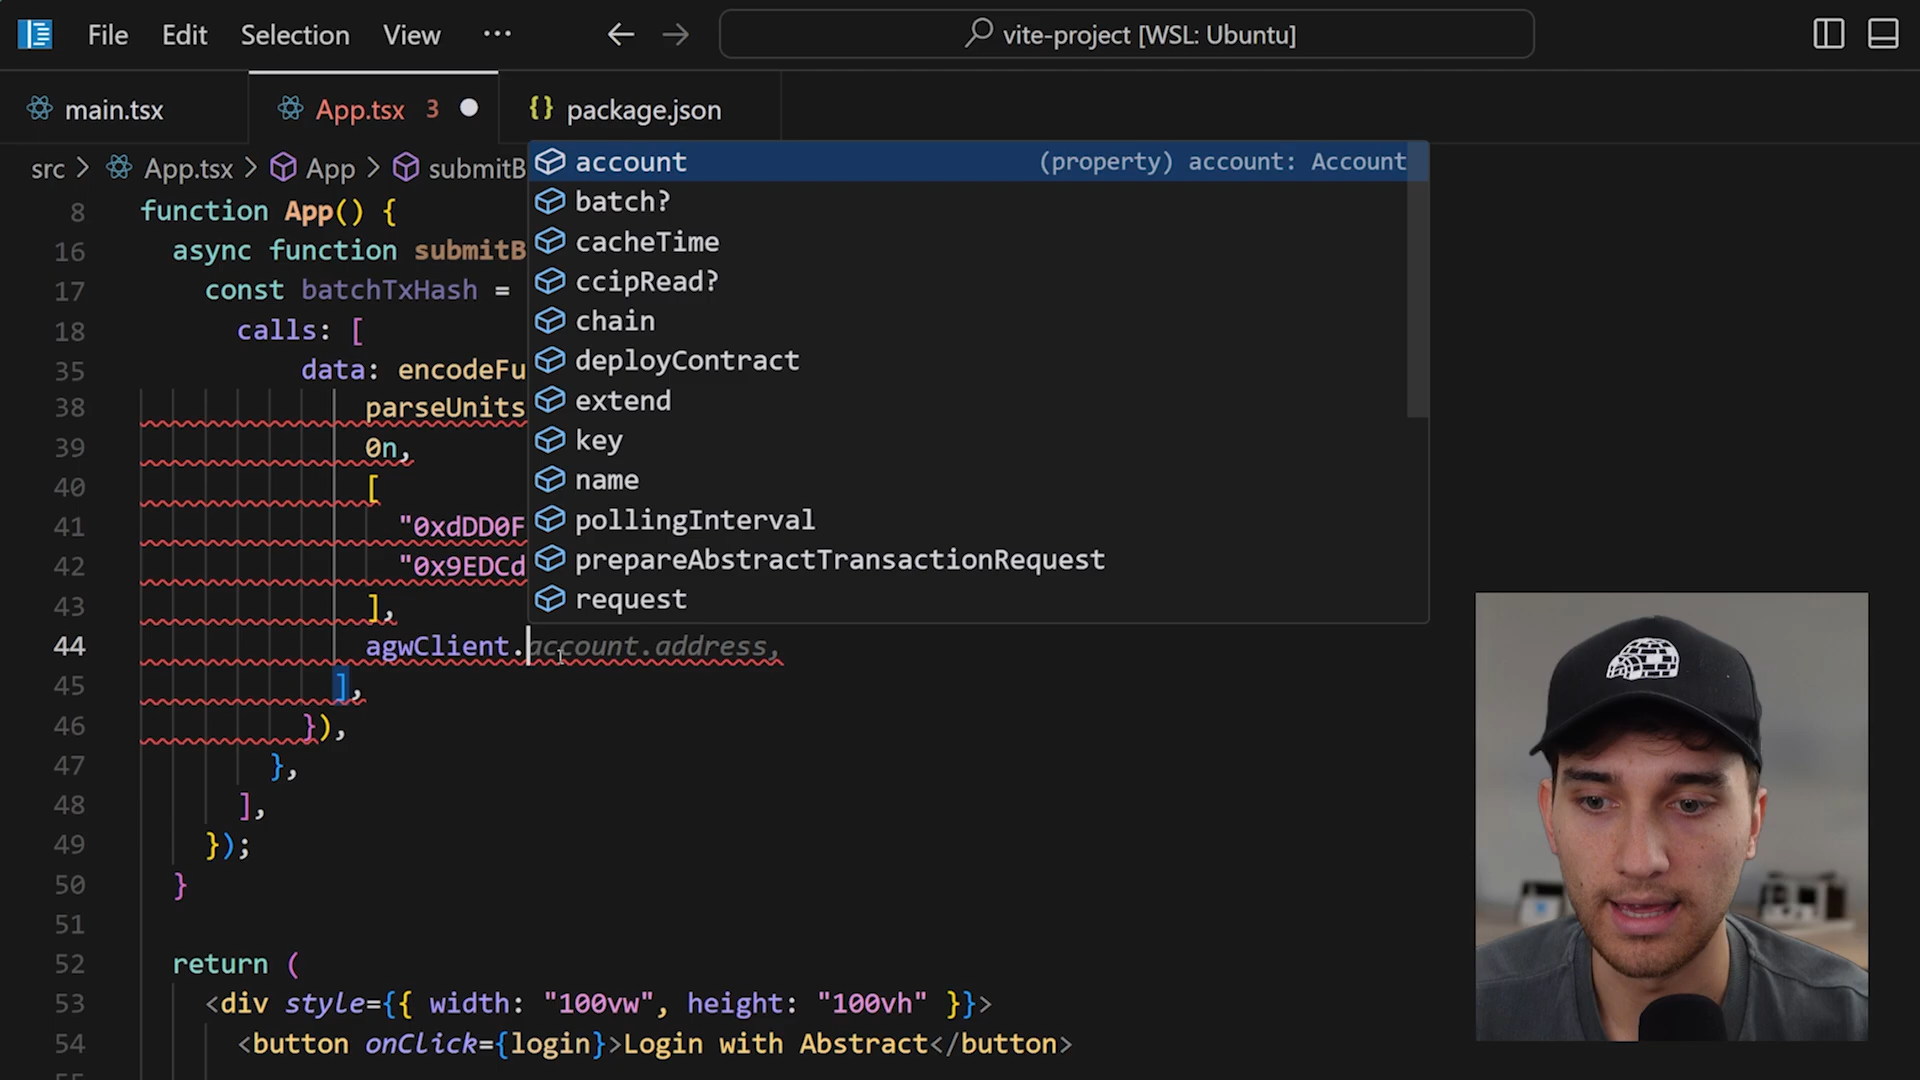 File Edit Selection View ··· vite-project [WSL: Ubuntu]
main.tsx App.tsx 3 {} package.json
src > App.tsx > App > submitB
account (property) account: Account
batch?
cacheTime
ccipRead?
chain
deployContract
extend
key
name
pollingInterval
prepareAbstractTransactionRequest
request
8 function App() {
16 async function submitB
17 const batchTxHash =
18 calls: [
35 data: encodeFu
38 parseUnits
39 0n,
40 [
41 "0xdDD0F
42 "0x9EDCd
43 ],
44 agwClient.account.address,
45 ],
46 }),
47 },
48 ],
49 });
50 }
51
52 return (
53 <div style={{ width: "100vw", height: "100vh" }}>
54 <button onClick={login}>Login with Abstract</button>